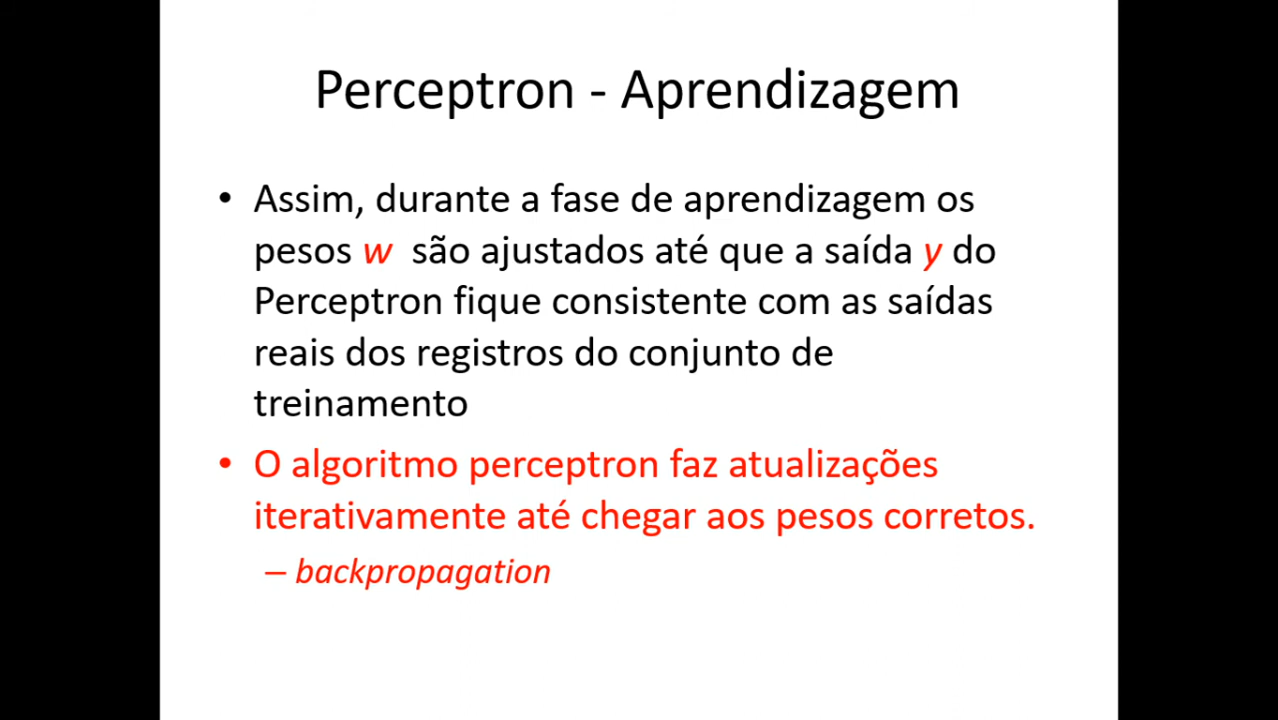 Perceptron - Aprendizagem
• Assim, durante a fase de aprendizagem os
pesos w são ajustados até que a saída y do
Perceptron fique consistente com as saídas
reais dos registros do conjunto de
treinamento
• O algoritmo perceptron faz atualizações
iterativamente até chegar aos pesos corretos.
– backpropagation